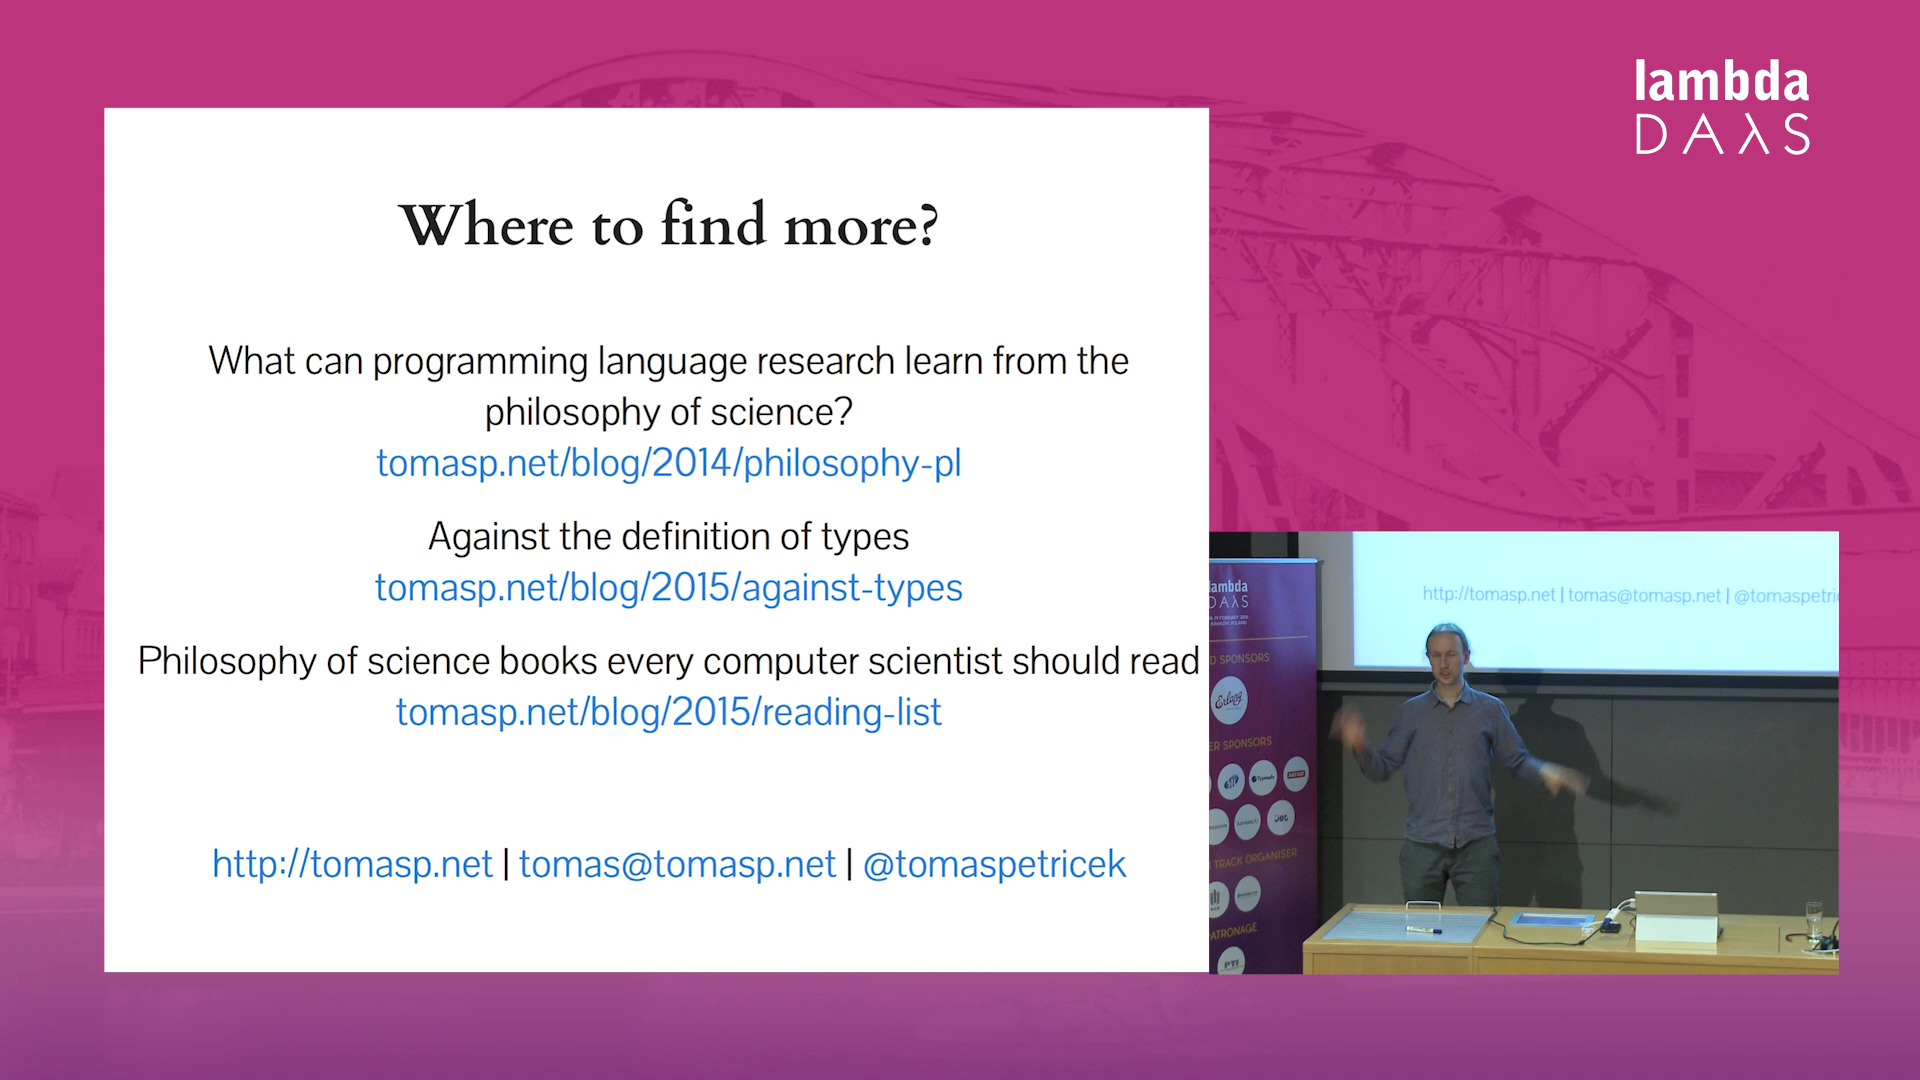 lambda
DAλS
Where to find more?
What can programming language research learn from the
philosophy of science?
tomasp.net/blog/2014/philosophy-pl
Against the definition of types
tomasp.net/blog/2015/against-types
Philosophy of science books every computer scientist should read
tomasp.net/blog/2015/reading-list
http://tomasp.net | tomas@tomasp.net | @tomaspetricek
http://tomasp.net | tomas@tomasp.net | @tomaspetri
lambda
DAλS
D SPONSORS
Erlang
ER SPONSORS
TRACK ORGANISER
PATRONAGE
PTI